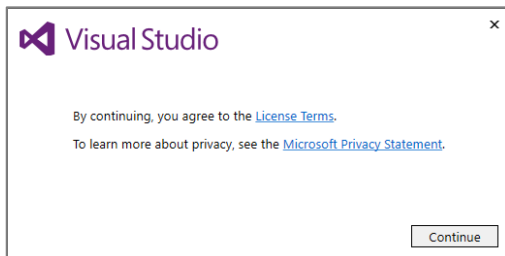 Visual Studio
By continuing, you agree to the License Terms.
To learn more about privacy, see the Microsoft Privacy Statement.
Continue